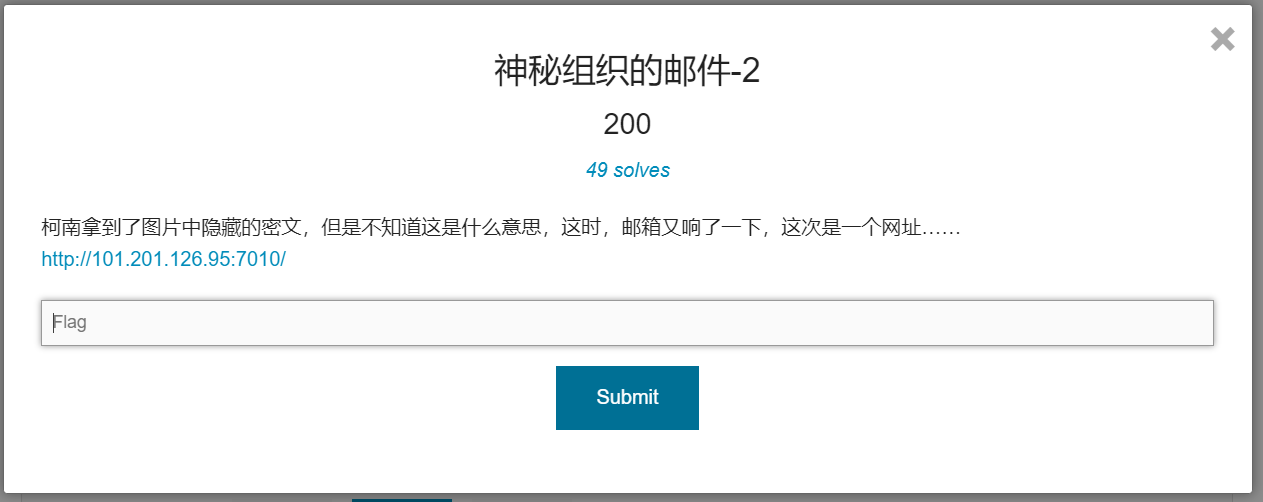 神秘组织的邮件-2
200
49 solves
柯南拿到了图片中隐藏的密文，但是不知道这是什么意思，这时，邮箱又响了一下，这次是一个网址……
http://101.201.126.95:7010/
Flag
Submit